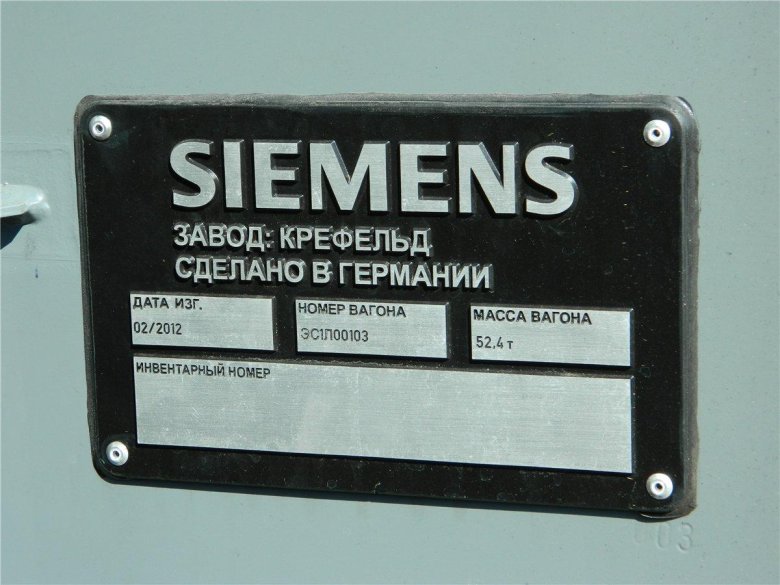 SIEMENS
ЗАВОД: КРЕФЕЛЬД
СДЕЛАНО В ГЕРМАНИИ
ДАТА ИЗГ.
02/2012
НОМЕР ВАГОНА
ЭС1Л00103
МАССА ВАГОНА
52,4 т
ИНВЕНТАРНЫЙ НОМЕР